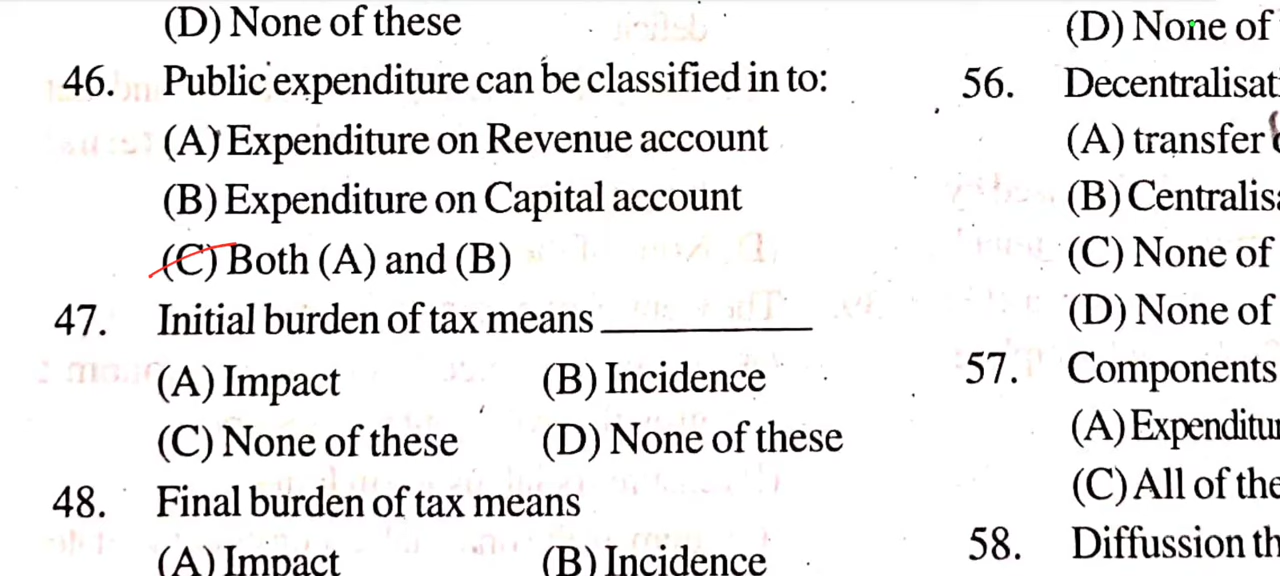 (D) None of these
46. Public expenditure can be classified in to:
(A) Expenditure on Revenue account
(B) Expenditure on Capital account
(C) Both (A) and (B)
47. Initial burden of tax means __________
(A) Impact (B) Incidence
(C) None of these (D) None of these
48. Final burden of tax means
(A) Impact (B) Incidence
(D) None of
56. Decentralisat
(A) transfer
(B) Centralisa
(C) None of
(D) None of
57. Components
(A) Expenditu
(C) All of the
58. Diffussion th